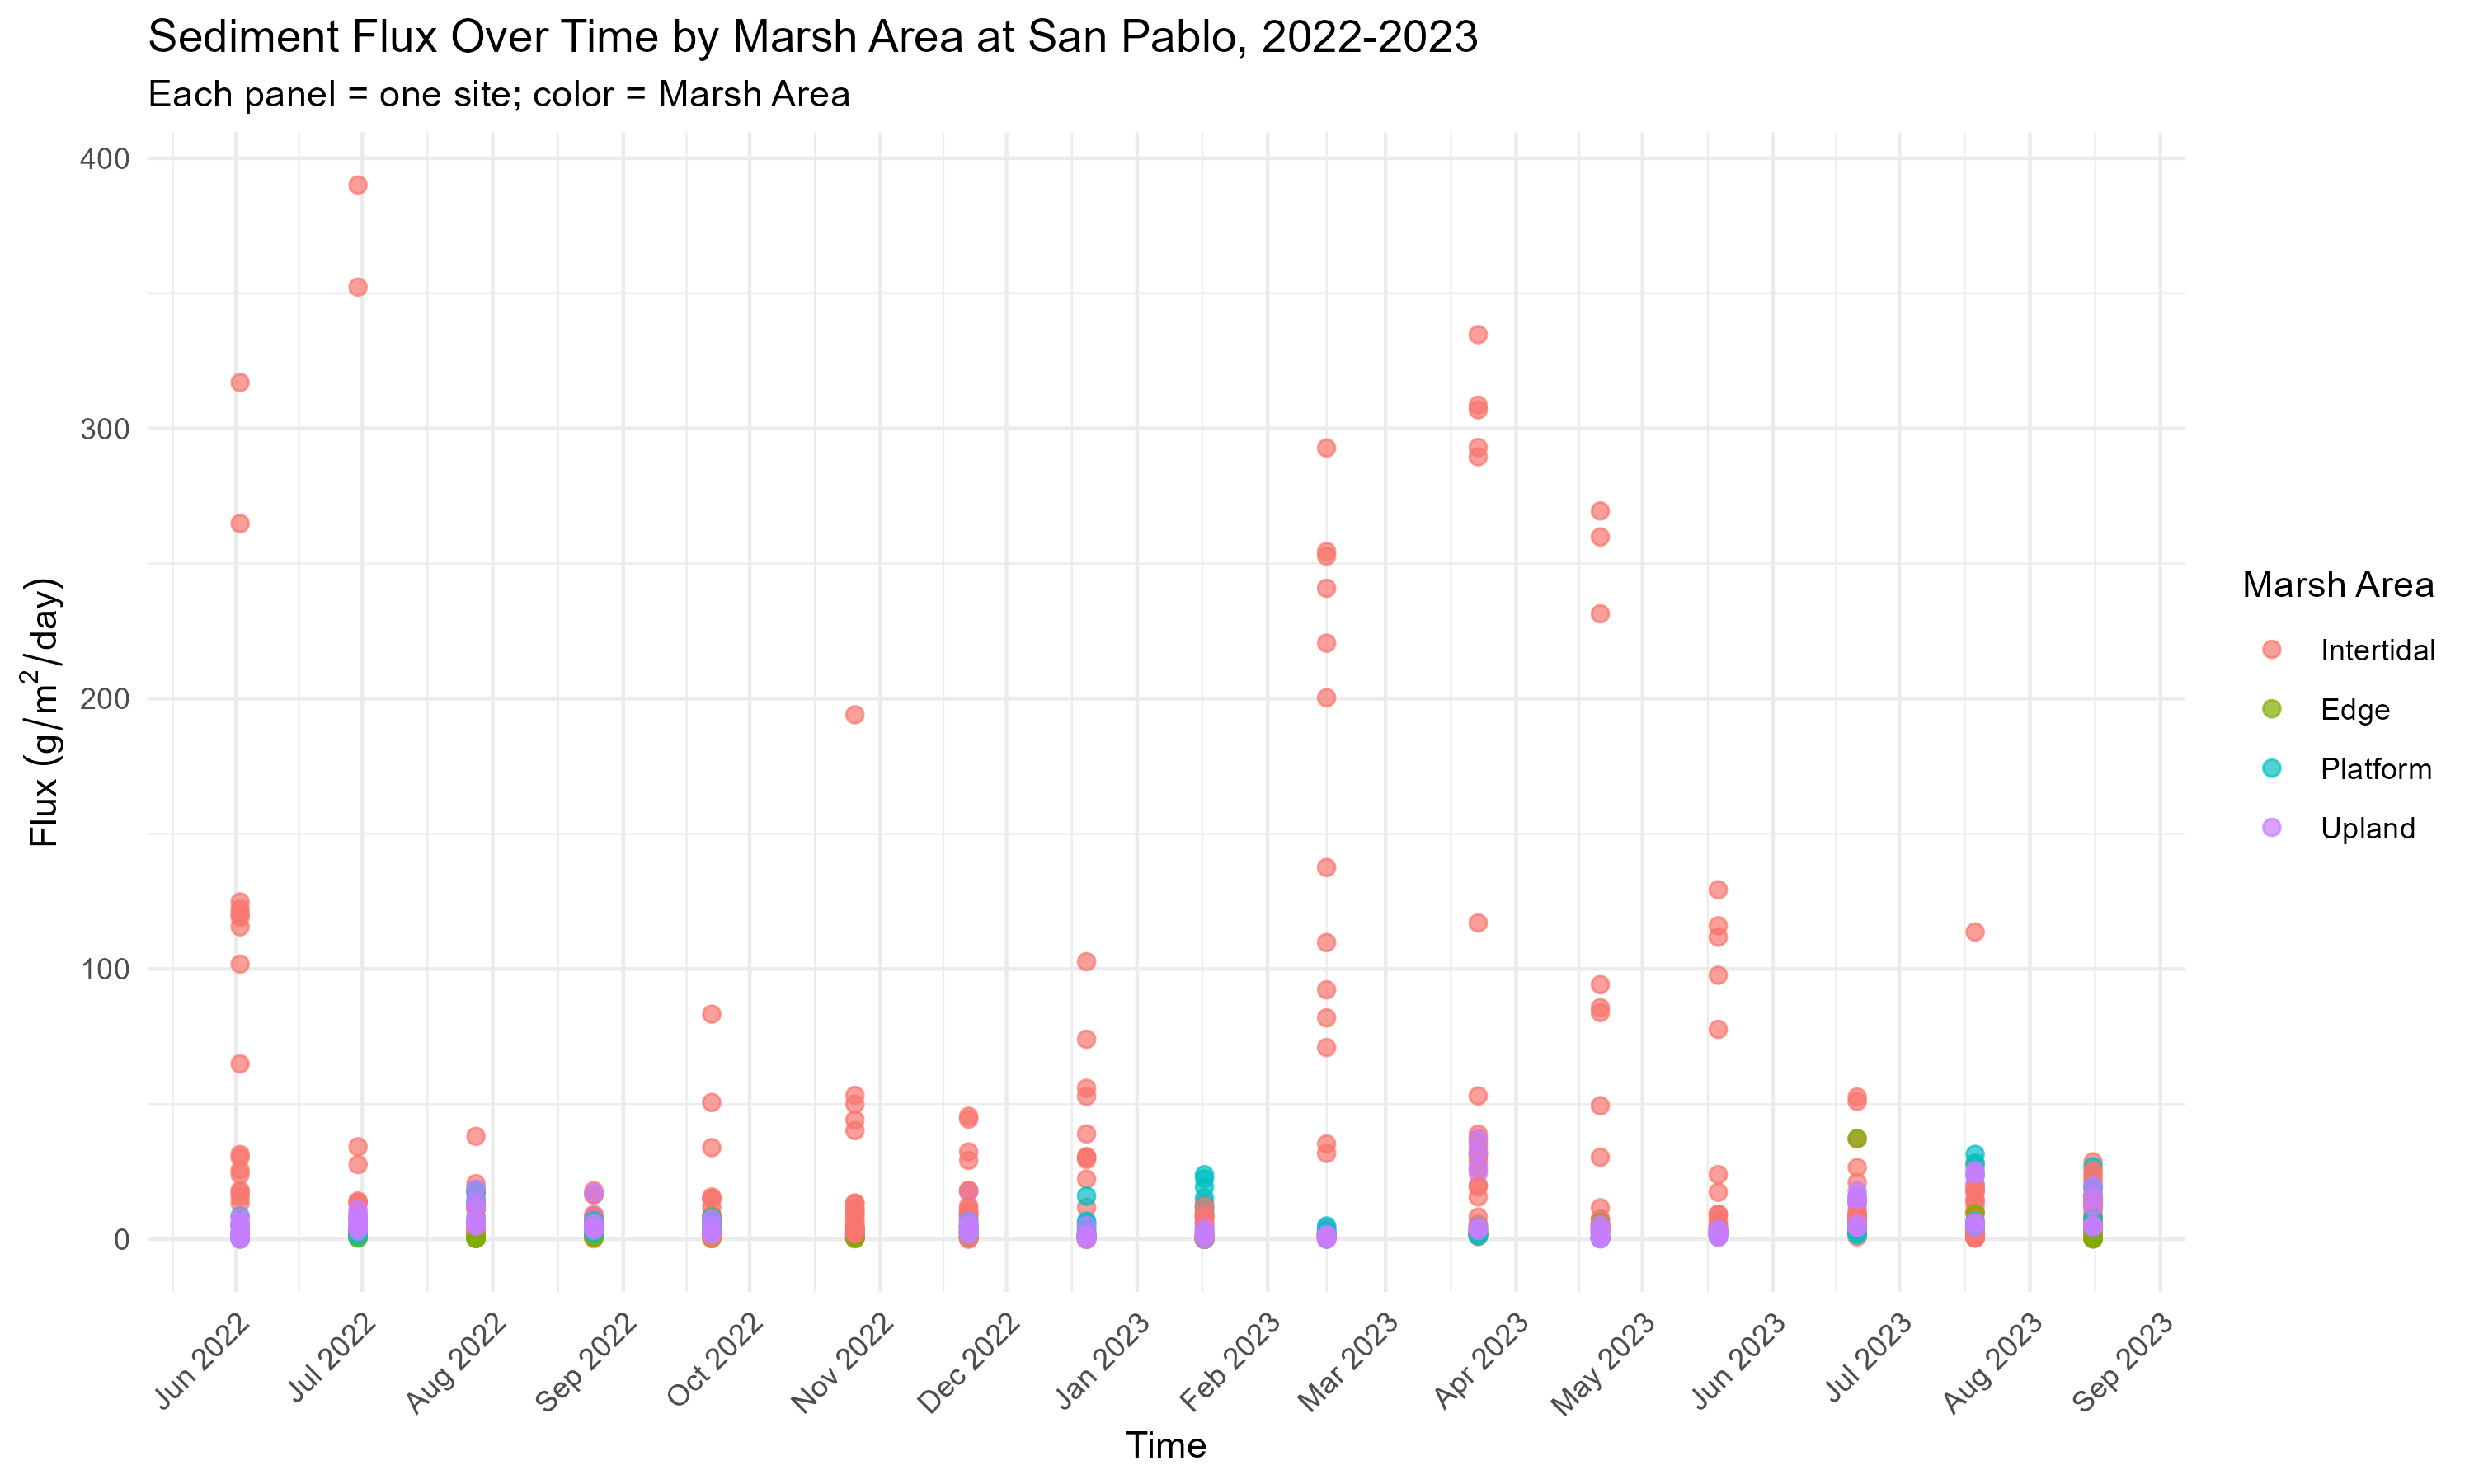 Sediment Flux Over Time by Marsh Area at San Pablo, 2022-2023
Each panel = one site; color = Marsh Area
400
300
200
100
0
Flux (g/m²/day)
Jun 2022
Jul 2022
Aug 2022
Sep 2022
Oct 2022
Nov 2022
Dec 2022
Jan 2023
Feb 2023
Mar 2023
Apr 2023
May 2023
Jun 2023
Jul 2023
Aug 2023
Sep 2023
Time
Marsh Area
Intertidal
Edge
Platform
Upland